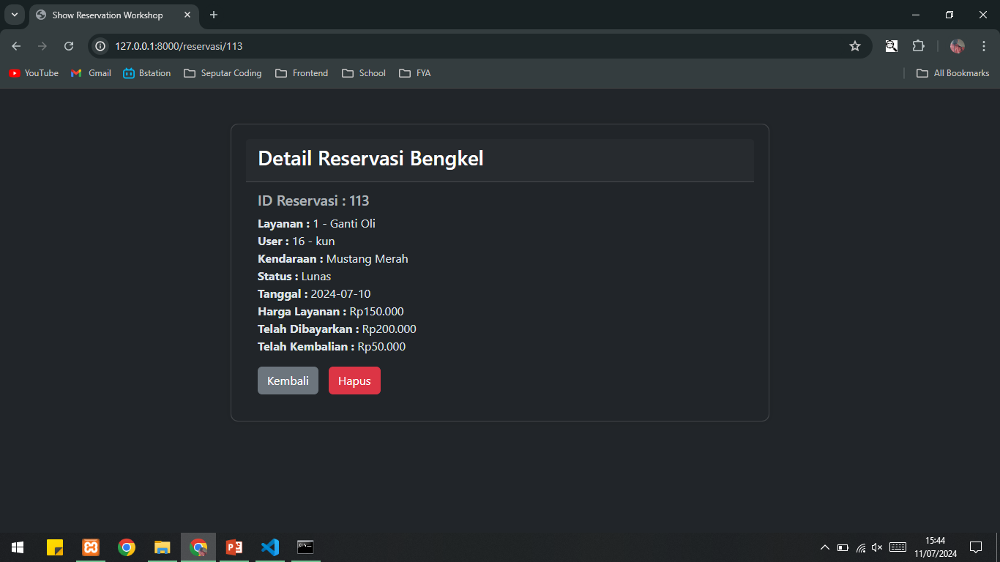 Show Reservation Workshop
127.0.0.1:8000/reservasi/113
YouTube Gmail Bstation Seputar Coding Frontend School FYA All Bookmarks
Detail Reservasi Bengkel
ID Reservasi : 113
Layanan : 1 - Ganti Oli
User : 16 - kun
Kendaraan : Mustang Merah
Status : Lunas
Tanggal : 2024-07-10
Harga Layanan : Rp150.000
Telah Dibayarkan : Rp200.000
Telah Kembalian : Rp50.000
Kembali Hapus
15:44
11/07/2024